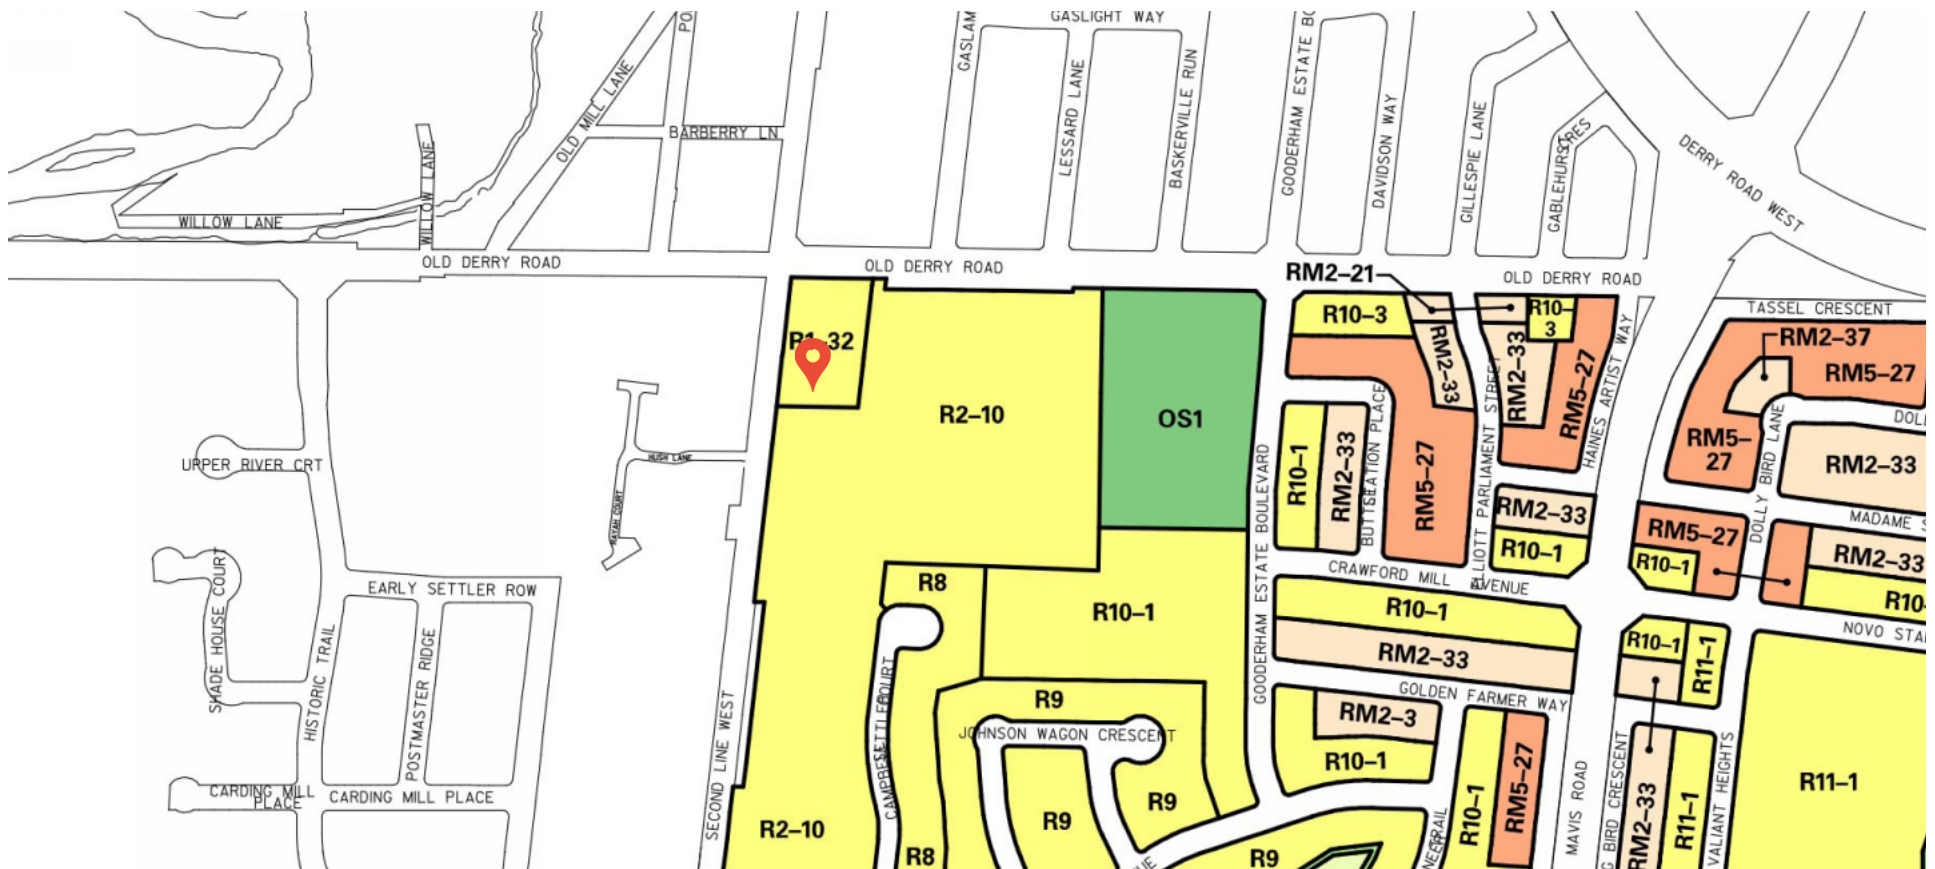 GASLIGHT WAY
GASLAM
GOODERHAM ESTATE BO
PO
OLD MILL LANE
BARBERRY LN
LESSARD LANE
BASKERVILLE RUN
DAVIDSON WAY
GILLESPIE LANE
GABLEHURST
CRES
DERRY ROAD WEST
WILLOW LANE
WILLOW LANE
OLD DERRY ROAD
OLD DERRY ROAD
OLD DERRY ROAD
RM2-21
R10-3
R10-
3
TASSEL CRESCENT
R1-32
RM2-33
RM2-33
RM5-27
HAINES ARTIST WAY
RM2-37
RM5-27
R2-10
OS1
DOL
RM5-
27
DOLLY BIRD LANE
RM2-33
UPPER RIVER CRT
RUSH LANE
RAYAH COURT
R10-1
RM2-33
STATION PLACE
RM5-27
ELLIOTT PARLIAMENT STREET
RM2-33
R10-1
RM5-27
R10-1
MADAME S
RM2-33
R10-
NOVO STA
SHADE HOUSE COURT
EARLY SETTLER ROW
R8
R10-1
GOODERHAM ESTATE BOULEVARD
CRAWFORD MILL AVENUE
R10-1
RM2-33
R10-1
R11-1
HISTORIC TRAIL
POSTMASTER RIDGE
SECOND LINE WEST
R9
JOHNSON WAGON CRESCENT
GOLDEN FARMER WAY
RM2-3
R10-1
CARDING MILL
PLACE
CARDING MILL PLACE
R2-10
R8
R9
R9
R9
R10-1
RM5-27
MAVIS ROAD
G BIRD CRESCENT
RM2-33
R11-1
VALIANT HEIGHTS
R11-1